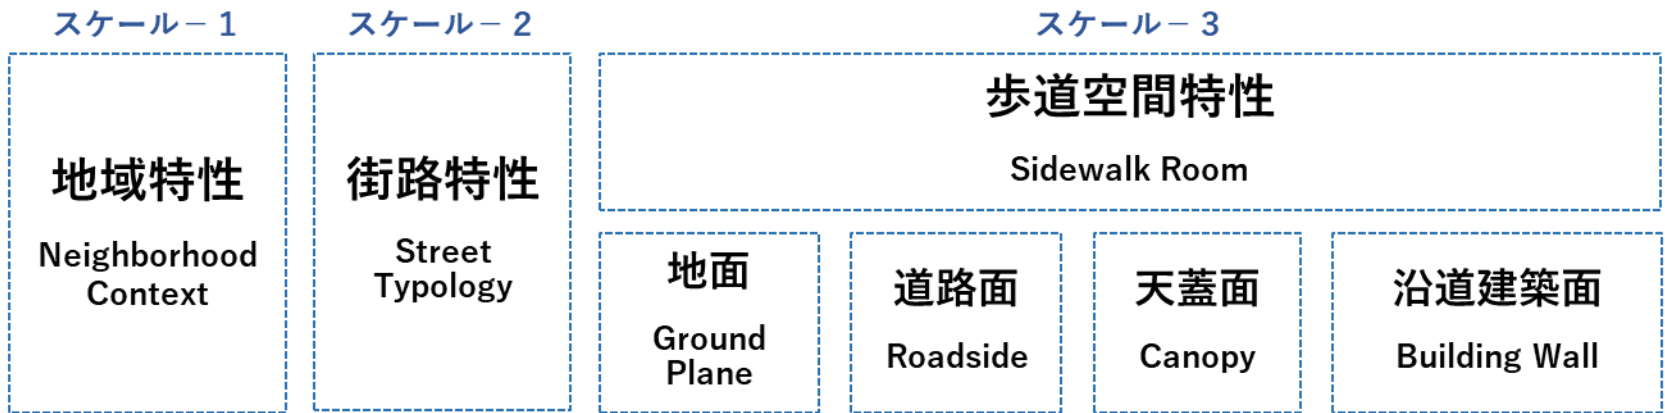 スケール－1
スケール－2
スケール－3
地域特性
Neighborhood
Context
街路特性
Street
Typology
歩道空間特性
Sidewalk Room
地面
Ground
Plane
道路面
Roadside
天蓋面
Canopy
沿道建築面
Building Wall